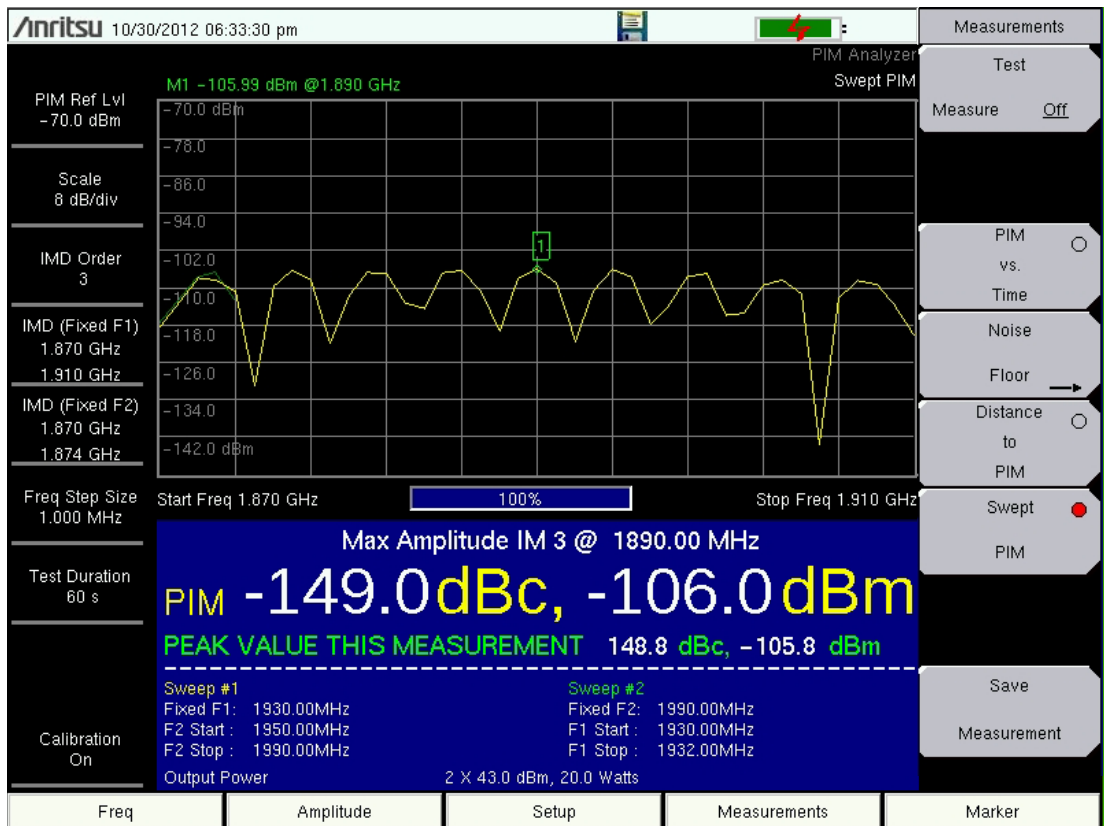 Anritsu 10/30/2012 06:33:30 pm
Measurements
PIM Analyzer
Swept PIM
M1 -105.99 dBm @1.890 GHz
PIM Ref Lvl
-70.0 dBm
Scale
8 dB/div
IMD Order
3
IMD (Fixed F1)
1.870 GHz
1.910 GHz
IMD (Fixed F2)
1.870 GHz
1.874 GHz
Freq Step Size
1.000 MHz
Test Duration
60 s
Calibration
On
-70.0 dBm
-78.0
-86.0
-94.0
1
-102.0
-110.0
-118.0
-126.0
-134.0
-142.0 dBm
Start Freq 1.870 GHz
100%
Stop Freq 1.910 GHz
Max Amplitude IM 3 @ 1890.00 MHz
PIM -149.0dBc, -106.0dBm
PEAK VALUE THIS MEASUREMENT 148.8 dBc, -105.8 dBm
Sweep #1
Fixed F1: 1930.00MHz
F2 Start : 1950.00MHz
F2 Stop : 1990.00MHz
Sweep #2
Fixed F2: 1990.00MHz
F1 Start : 1930.00MHz
F1 Stop : 1932.00MHz
Output Power 2 X 43.0 dBm, 20.0 Watts
Test
Measure Off
PIM
vs.
Time
Noise
Floor
Distance
to
PIM
Swept
PIM
Save
Measurement
Freq
Amplitude
Setup
Measurements
Marker